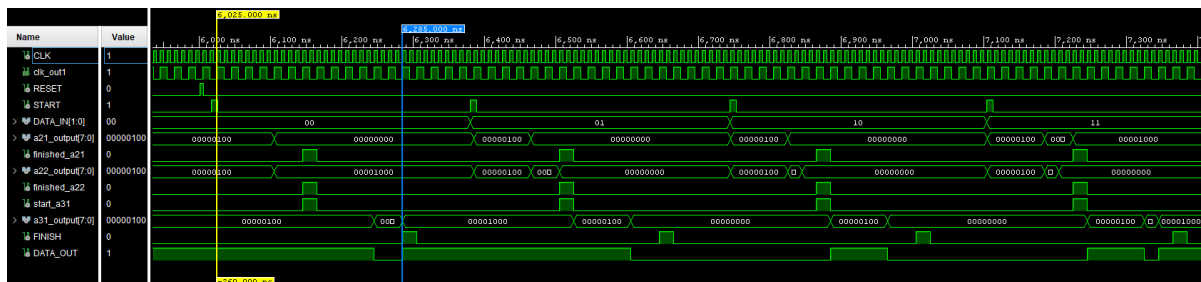 6,025.000 ns
6,285.000 ns
Name Value
6,000 ns 6,100 ns 6,200 ns 6,300 ns 6,400 ns 6,500 ns 6,600 ns 6,700 ns 6,800 ns 6,900 ns 7,000 ns 7,100 ns 7,200 ns 7,300 ns
CLK 1
clk_out1 1
RESET 0
START 1
DATA_IN[1:0] 00 00 01 10 11
a21_output[7:0] 00000100 00000100 00000000 00000100 00000000 00000100 00000000 00000100 00001000
finished_a21 0
a22_output[7:0] 00000100 00000100 00001000 00000100 00000000 00000100 00000000 00000100 00000000
finished_a22 0
start_a31 0
a31_output[7:0] 00000100 00000100 00001000 00000100 00000000 00000100 00000000 00000100 00001000
FINISH 0
DATA_OUT 1